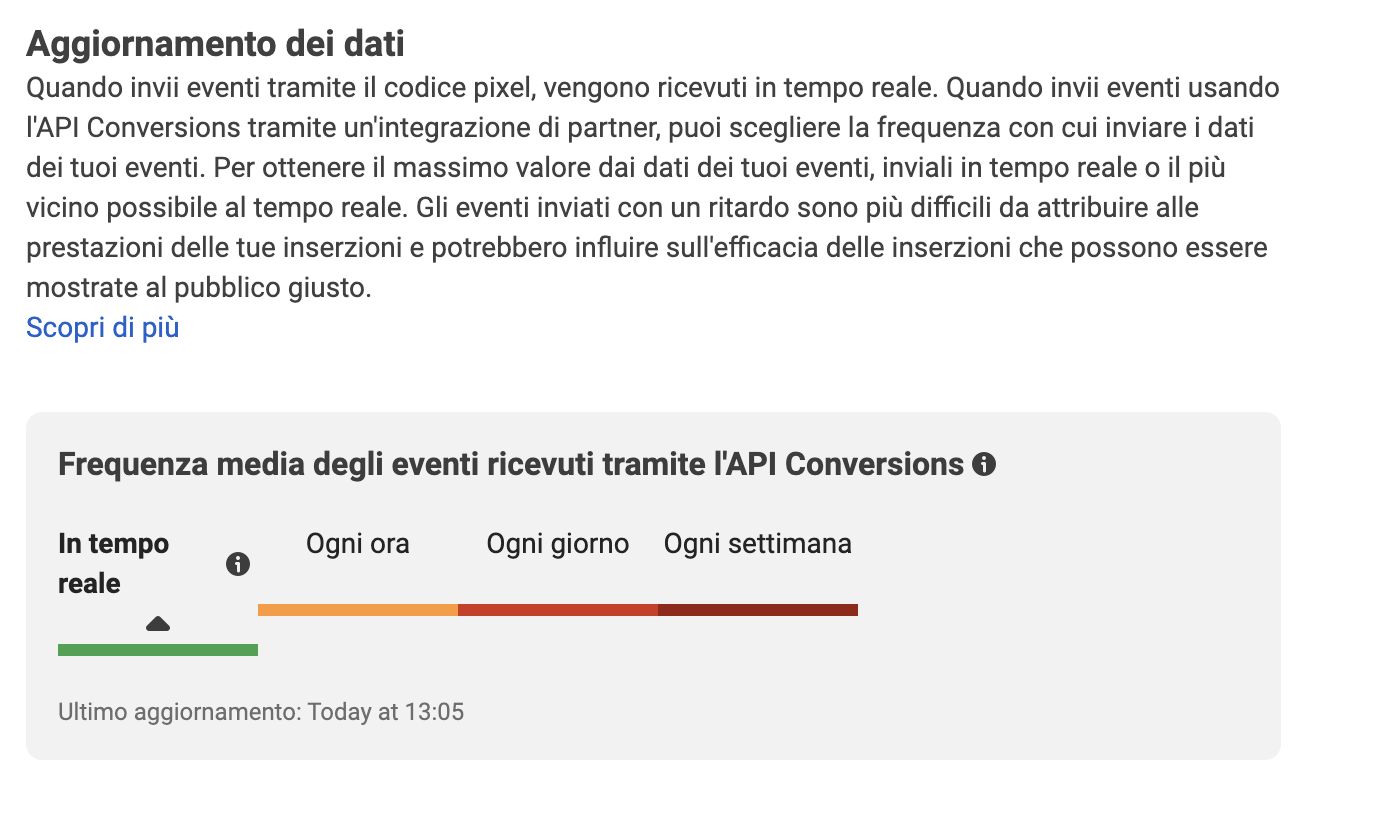 Aggiornamento dei dati
Quando invii eventi tramite il codice pixel, vengono ricevuti in tempo reale. Quando invii eventi usando
l'API Conversions tramite un'integrazione di partner, puoi scegliere la frequenza con cui inviare i dati
dei tuoi eventi. Per ottenere il massimo valore dai dati dei tuoi eventi, inviali in tempo reale o il più
vicino possibile al tempo reale. Gli eventi inviati con un ritardo sono più difficili da attribuire alle
prestazioni delle tue inserzioni e potrebbero influire sull'efficacia delle inserzioni che possono essere
mostrate al pubblico giusto.
Scopri di più
Frequenza media degli eventi ricevuti tramite l'API Conversions
In tempo
reale
Ogni ora
Ogni giorno
Ogni settimana
Ultimo aggiornamento: Today at 13:05